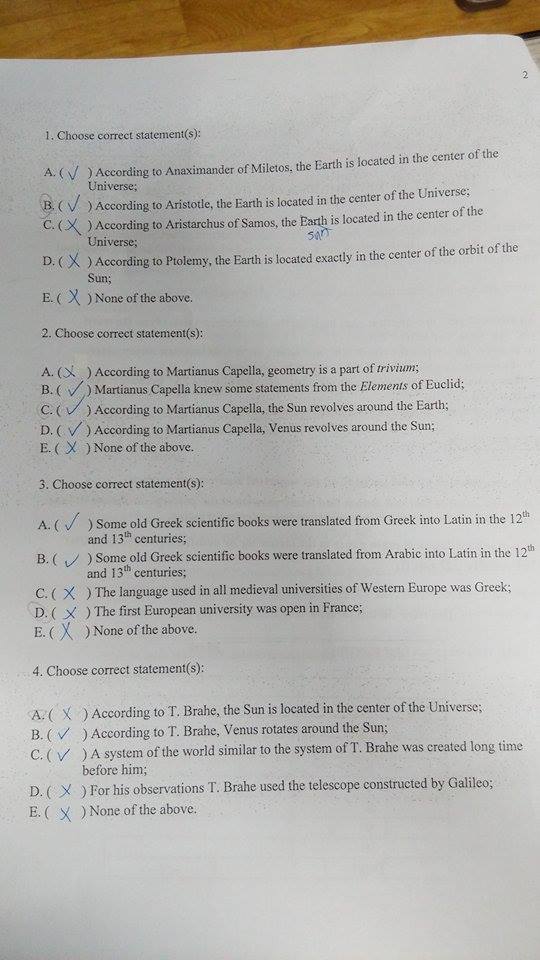 2
1. Choose correct statement(s):
A. ( ✓ ) According to Anaximander of Miletos, the Earth is located in the center of the
Universe;
B. ( ✓ ) According to Aristotle, the Earth is located in the center of the Universe;
C. ( X ) According to Aristarchus of Samos, the Earth is located in the center of the
sun
Universe;
D. ( X ) According to Ptolemy, the Earth is located exactly in the center of the orbit of the
Sun;
E. ( X ) None of the above.
2. Choose correct statement(s):
A. ( X ) According to Martianus Capella, geometry is a part of trivium;
B. ( ✓ ) Martianus Capella knew some statements from the Elements of Euclid;
C. ( ✓ ) According to Martianus Capella, the Sun revolves around the Earth;
D. ( ✓ ) According to Martianus Capella, Venus revolves around the Sun;
E. ( X ) None of the above.
3. Choose correct statement(s):
A. ( ✓ ) Some old Greek scientific books were translated from Greek into Latin in the 12th
and 13th centuries;
B. ( ✓ ) Some old Greek scientific books were translated from Arabic into Latin in the 12th
and 13th centuries;
C. ( X ) The language used in all medieval universities of Western Europe was Greek;
D. ( X ) The first European university was open in France;
E. ( X ) None of the above.
4. Choose correct statement(s):
A. ( X ) According to T. Brahe, the Sun is located in the center of the Universe;
B. ( ✓ ) According to T. Brahe, Venus rotates around the Sun;
C. ( ✓ ) A system of the world similar to the system of T. Brahe was created long time
before him;
D. ( X ) For his observations T. Brahe used the telescope constructed by Galileo;
E. ( X ) None of the above.